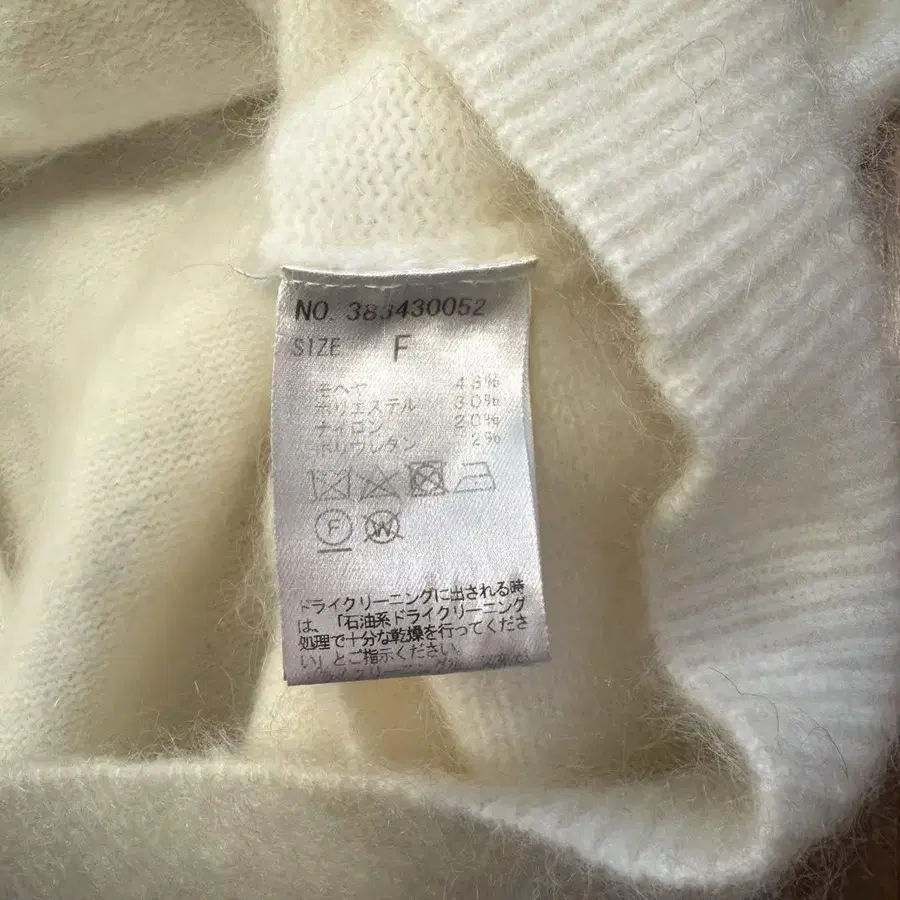 NO. 383430052
SIZE F
モヘヤ 48%
ポリエステル 30%
ナイロン 20%
ポリウレタン 2%
F W
ドライクリーニングに出される時
は、「石油系ドライクリーニング
処理で十分な乾燥を行ってくださ
い」とご指示ください。